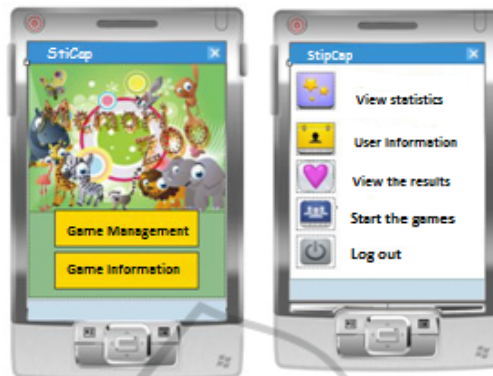 StiCap
Memori
ZOO
Game Management
Game Information
StipCap
View statistics
User Information
View the results
Start the games
Log out